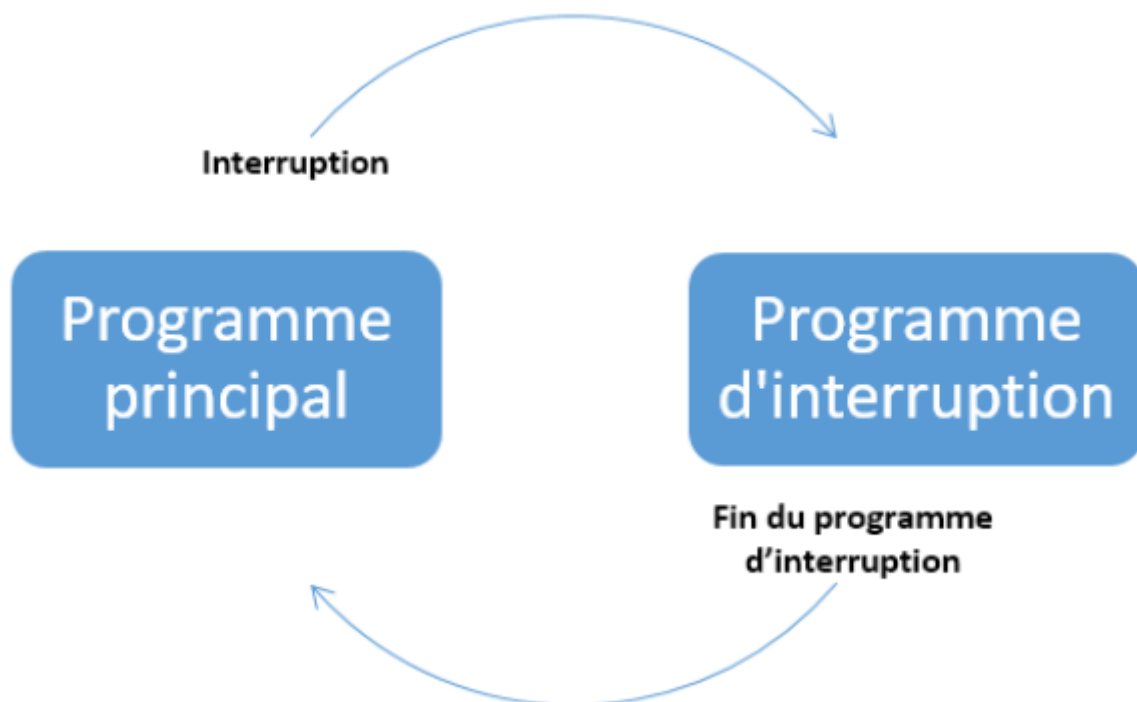 Interruption
Programme
principal
Programme
d'interruption
Fin du programme
d’interruption